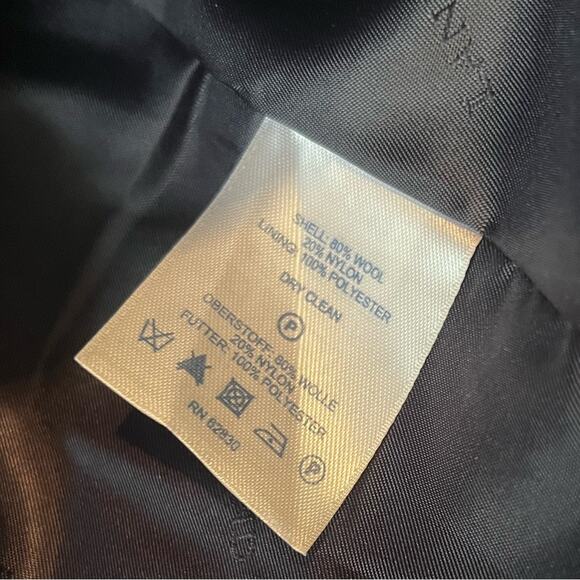 SHELL: 80% WOOL
20% NYLON
LINING: 100% POLYESTER
DRY CLEAN
P
OBERSTOFF: 80% WOLLE
20% NYLON
FUTTER: 100% POLYESTER
P
RN 62830